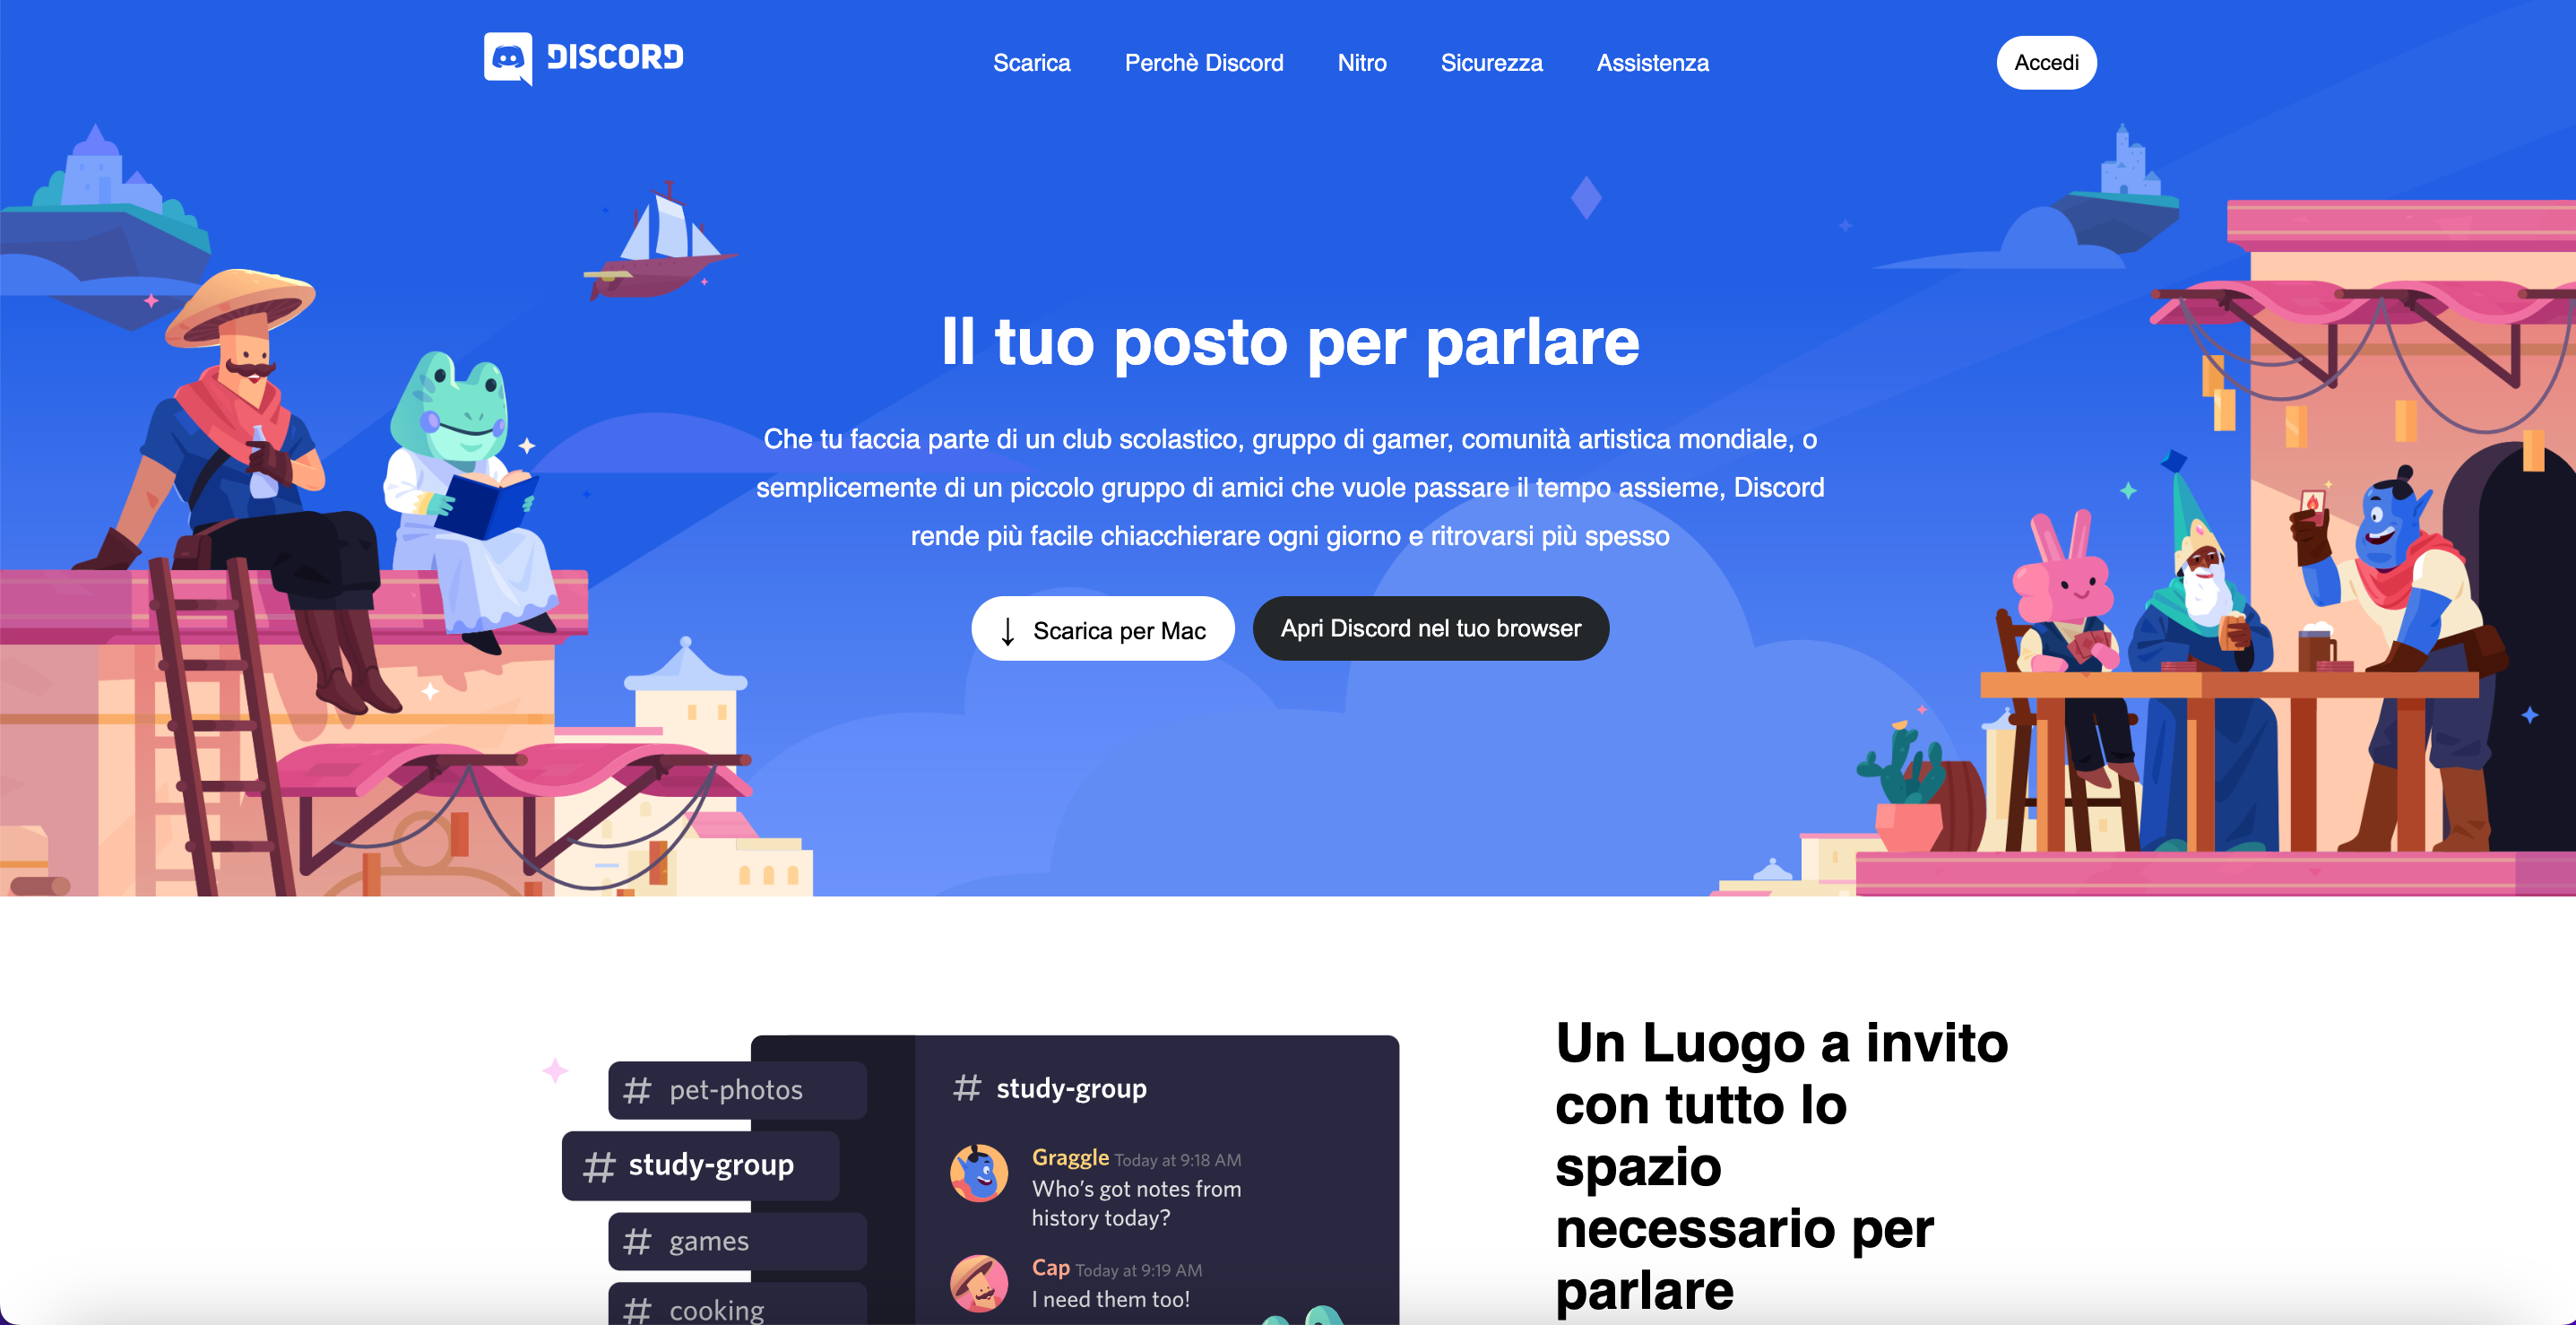 DISCORD
Scarica
Perchè Discord
Nitro
Sicurezza
Assistenza
Accedi
Il tuo posto per parlare
Che tu faccia parte di un club scolastico, gruppo di gamer, comunità artistica mondiale, o
semplicemente di un piccolo gruppo di amici che vuole passare il tempo assieme, Discord
rende più facile chiacchierare ogni giorno e ritrovarsi più spesso
↓ Scarica per Mac
Apri Discord nel tuo browser
# pet-photos
# study-group
# games
# cooking
# study-group
Graggle Today at 9:18 AM
Who’s got notes from
history today?
Cap Today at 9:19 AM
I need them too!
Un Luogo a invito
con tutto lo
spazio
necessario per
parlare